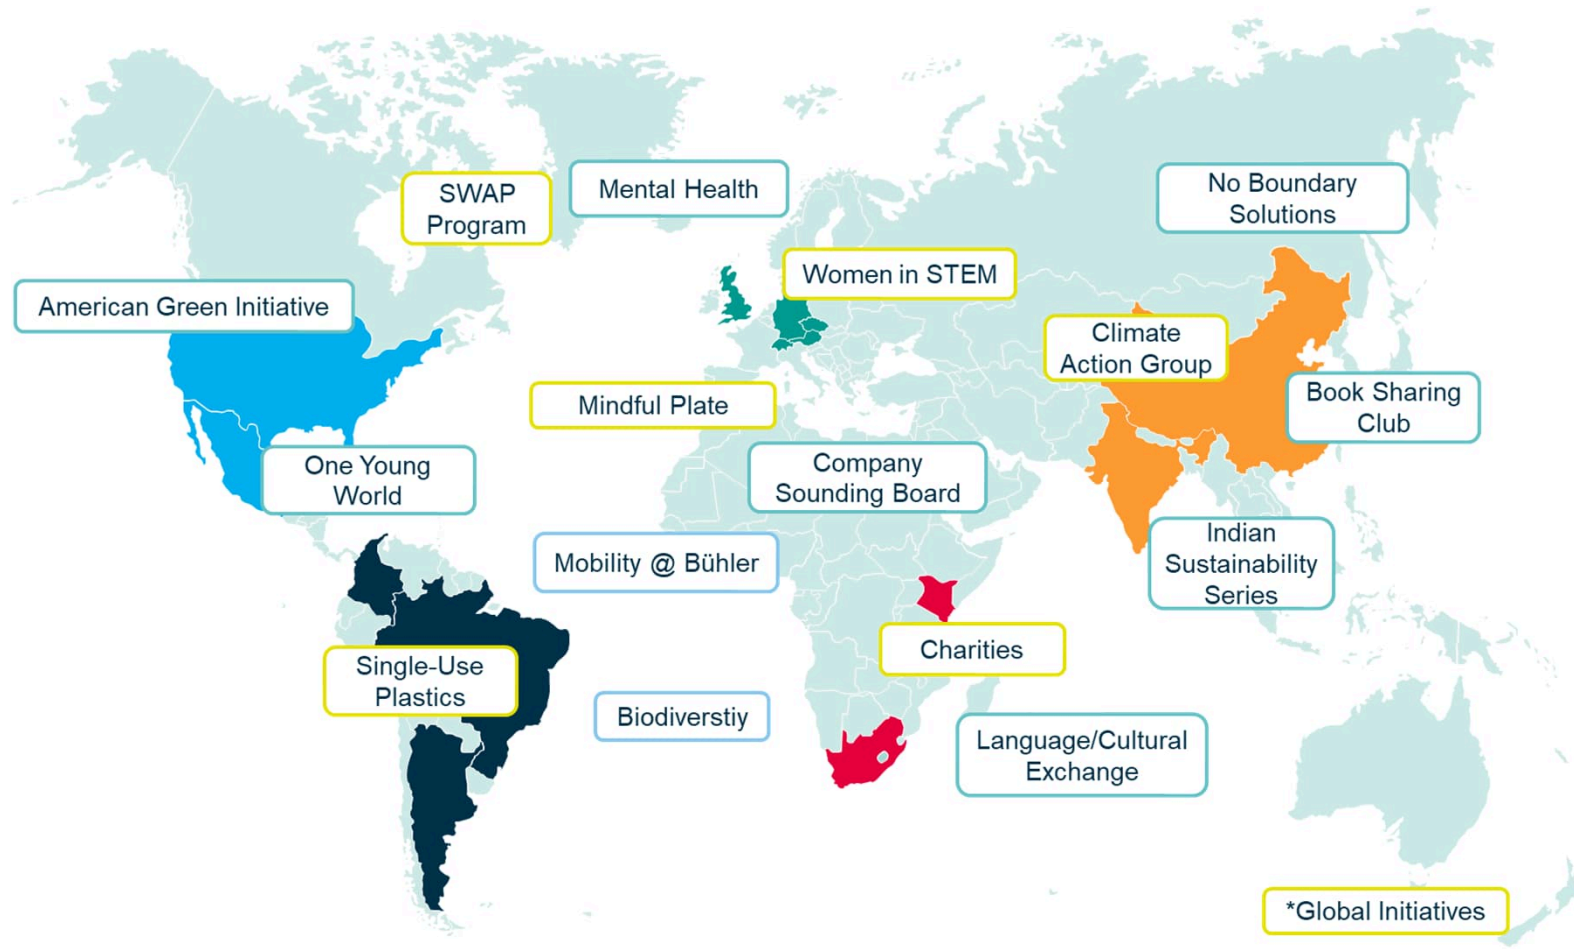 SWAP
Program
Mental Health
No Boundary
Solutions
Women in STEM
American Green Initiative
Climate
Action Group
Mindful Plate
Book Sharing
Club
One Young
World
Company
Sounding Board
Mobility @ Bühler
Indian
Sustainability
Series
Charities
Single-Use
Plastics
Biodiverstiy
Language/Cultural
Exchange
*Global Initiatives